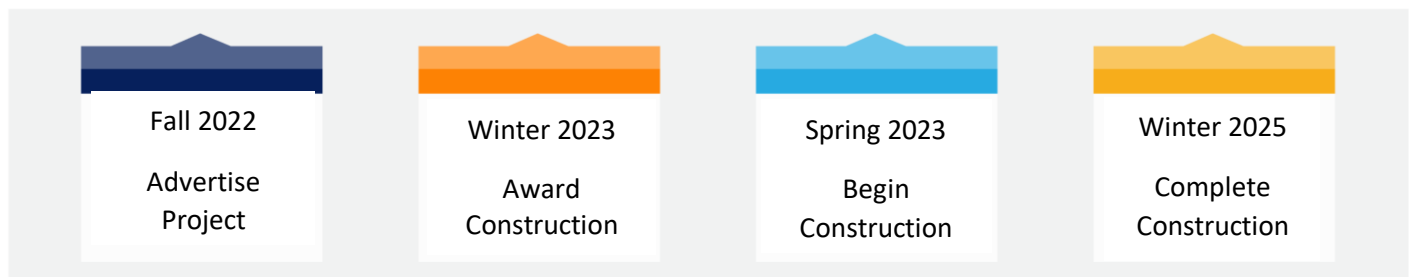 Fall 2022
Advertise
Project
Winter 2023
Award
Construction
Spring 2023
Begin
Construction
Winter 2025
Complete
Construction